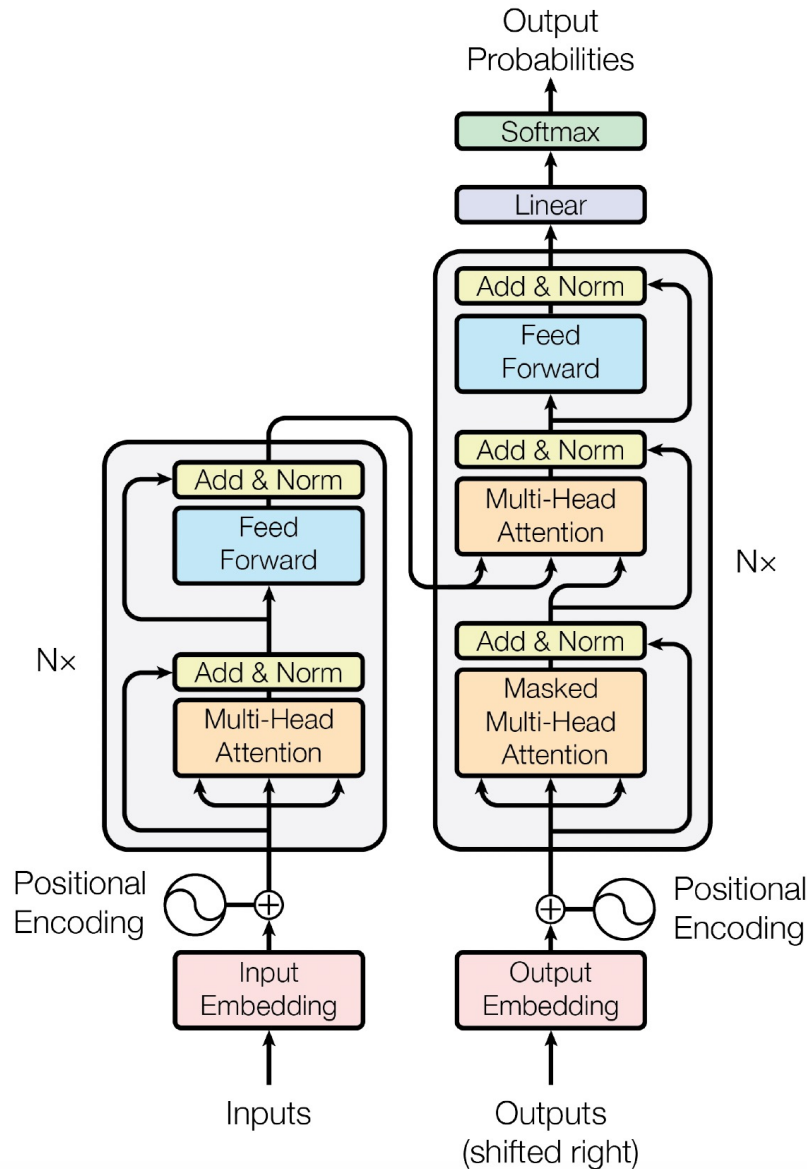 Output
Probabilities
Softmax
Linear
Add & Norm
Feed
Forward
Add & Norm
Multi-Head
Attention
Add & Norm
Masked
Multi-Head
Attention
Nx
Add & Norm
Feed
Forward
Add & Norm
Multi-Head
Attention
Nx
Positional
Encoding
Input
Embedding
Inputs
Positional
Encoding
Output
Embedding
Outputs
(shifted right)